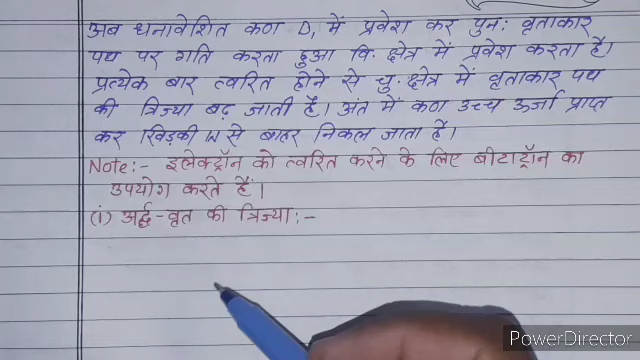 अब धनावेशित कण D₁ में प्रवेश कर पुनः वृताकार
पथ पर गति करता हुआ वि. क्षेत्र में प्रवेश करता है।
प्रत्येक बार त्वरित होने से चु. क्षेत्र में वृताकार पथ
की त्रिज्या बढ़ जाती है। अंत में कण उच्च ऊर्जा प्राप्त
कर खिड़की W से बाहर निकल जाता है।
Note:- इलेक्ट्रॉन को त्वरित करने के लिए बीटाट्रॉन का
उपयोग करते हैं।
(i) अर्द्ध-वृत की त्रिज्या:-
PowerDirector